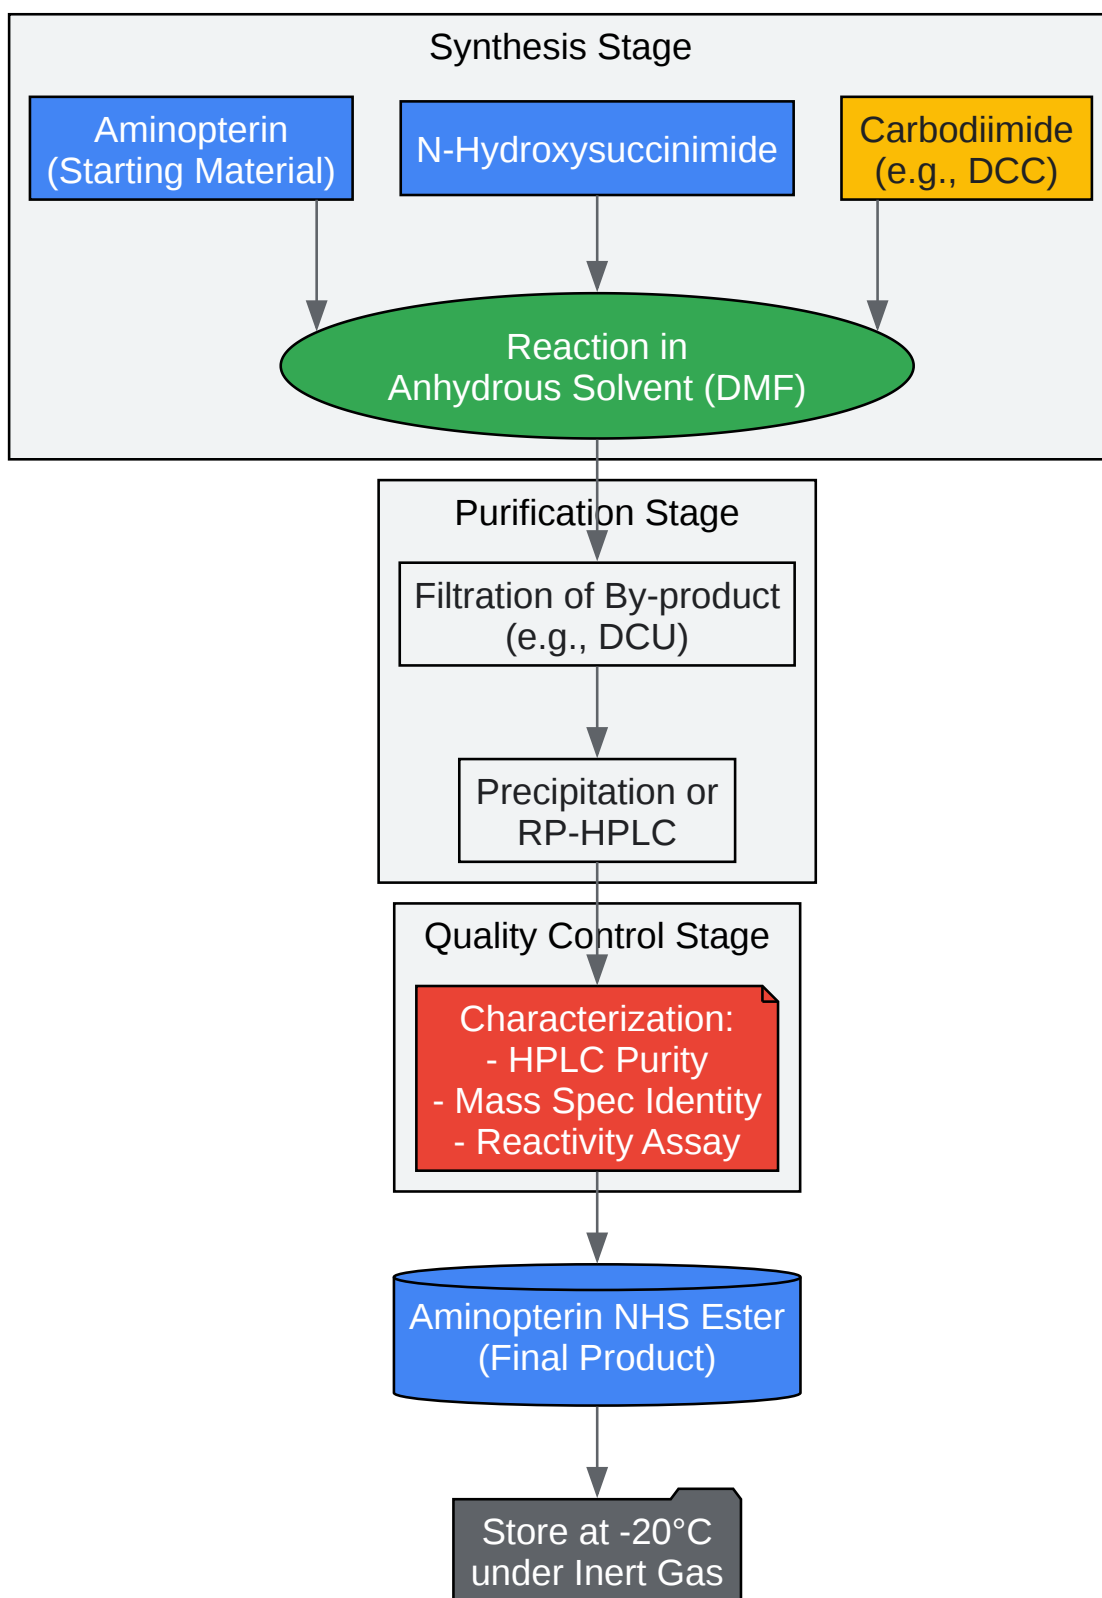 Synthesis Stage
Aminopterin
(Starting Material)
N-Hydroxysuccinimide
Carbodiimide
(e.g., DCC)
Reaction in
Anhydrous Solvent (DMF)
Purification Stage
Filtration of By-product
(e.g., DCU)
Precipitation or
RP-HPLC
Quality Control Stage
Characterization:
- HPLC Purity
- Mass Spec Identity
- Reactivity Assay
Aminopterin NHS Ester
(Final Product)
Store at -20°C
under Inert Gas